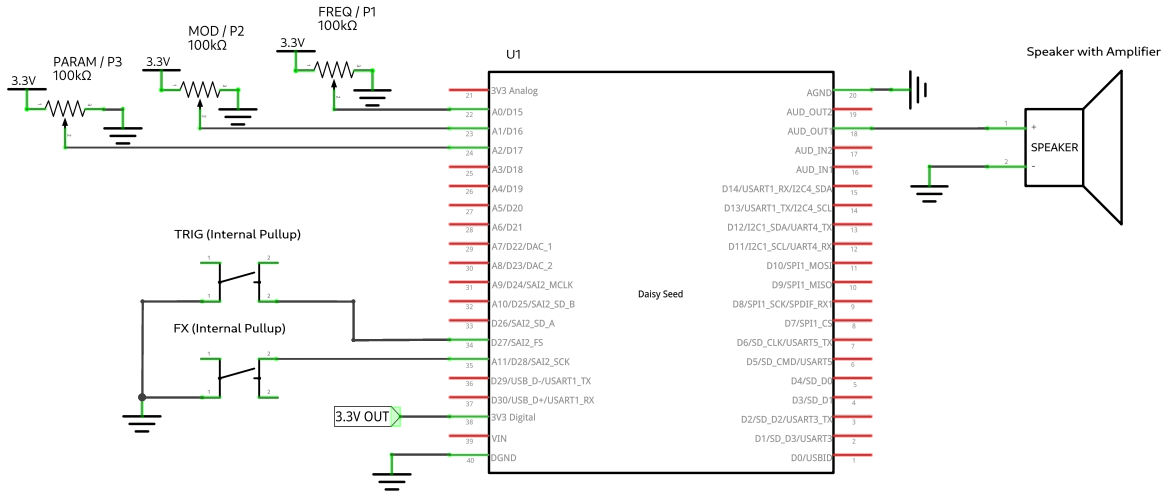 FREQ / P1
100kΩ
MOD / P2
100kΩ
PARAM / P3
100kΩ
3.3V
3.3V
3.3V
U1
Speaker with Amplifier
21 3V3 Analog
22 A0/D15
23 A1/D16
24 A2/D17
25 A3/D18
26 A4/D19
27 A5/D20
28 A6/D21
29 A7/D22/DAC_1
30 A8/D23/DAC_2
31 A9/D24/SAI2_MCLK
32 A10/D25/SAI2_SD_B
33 D26/SAI2_SD_A
34 D27/SAI2_FS
35 A11/D28/SAI2_SCK
36 D29/USB_D-/USART1_TX
37 D30/USB_D+/USART1_RX
38 3V3 Digital
39 VIN
40 DGND
Daisy Seed
AGND 20
AUD_OUT2 19
AUD_OUT1 18
AUD_IN2 17
AUD_IN1 16
D14/USART1_RX/I2C4_SDA 15
D13/USART1_TX/I2C4_SCL 14
D12/I2C1_SDA/UART4_TX 13
D11/I2C1_SCL/UART4_RX 12
D10/SPI1_MOSI 11
D9/SPI1_MISO 10
D8/SPI1_SCK/SPDIF_RX1 9
D7/SPI1_CS 8
D6/SD_CLK/USART5_TX 7
D5/SD_CMD/USART5 6
D4/SD_D0 5
D3/SD_D1 4
D2/SD_D2/USART3_TX 3
D1/SD_D3/USART3 2
D0/USBID 1
1 +
SPEAKER
2 -
TRIG (Internal Pullup)
1 2
1 2
FX (Internal Pullup)
1 2
1 2
3.3V OUT